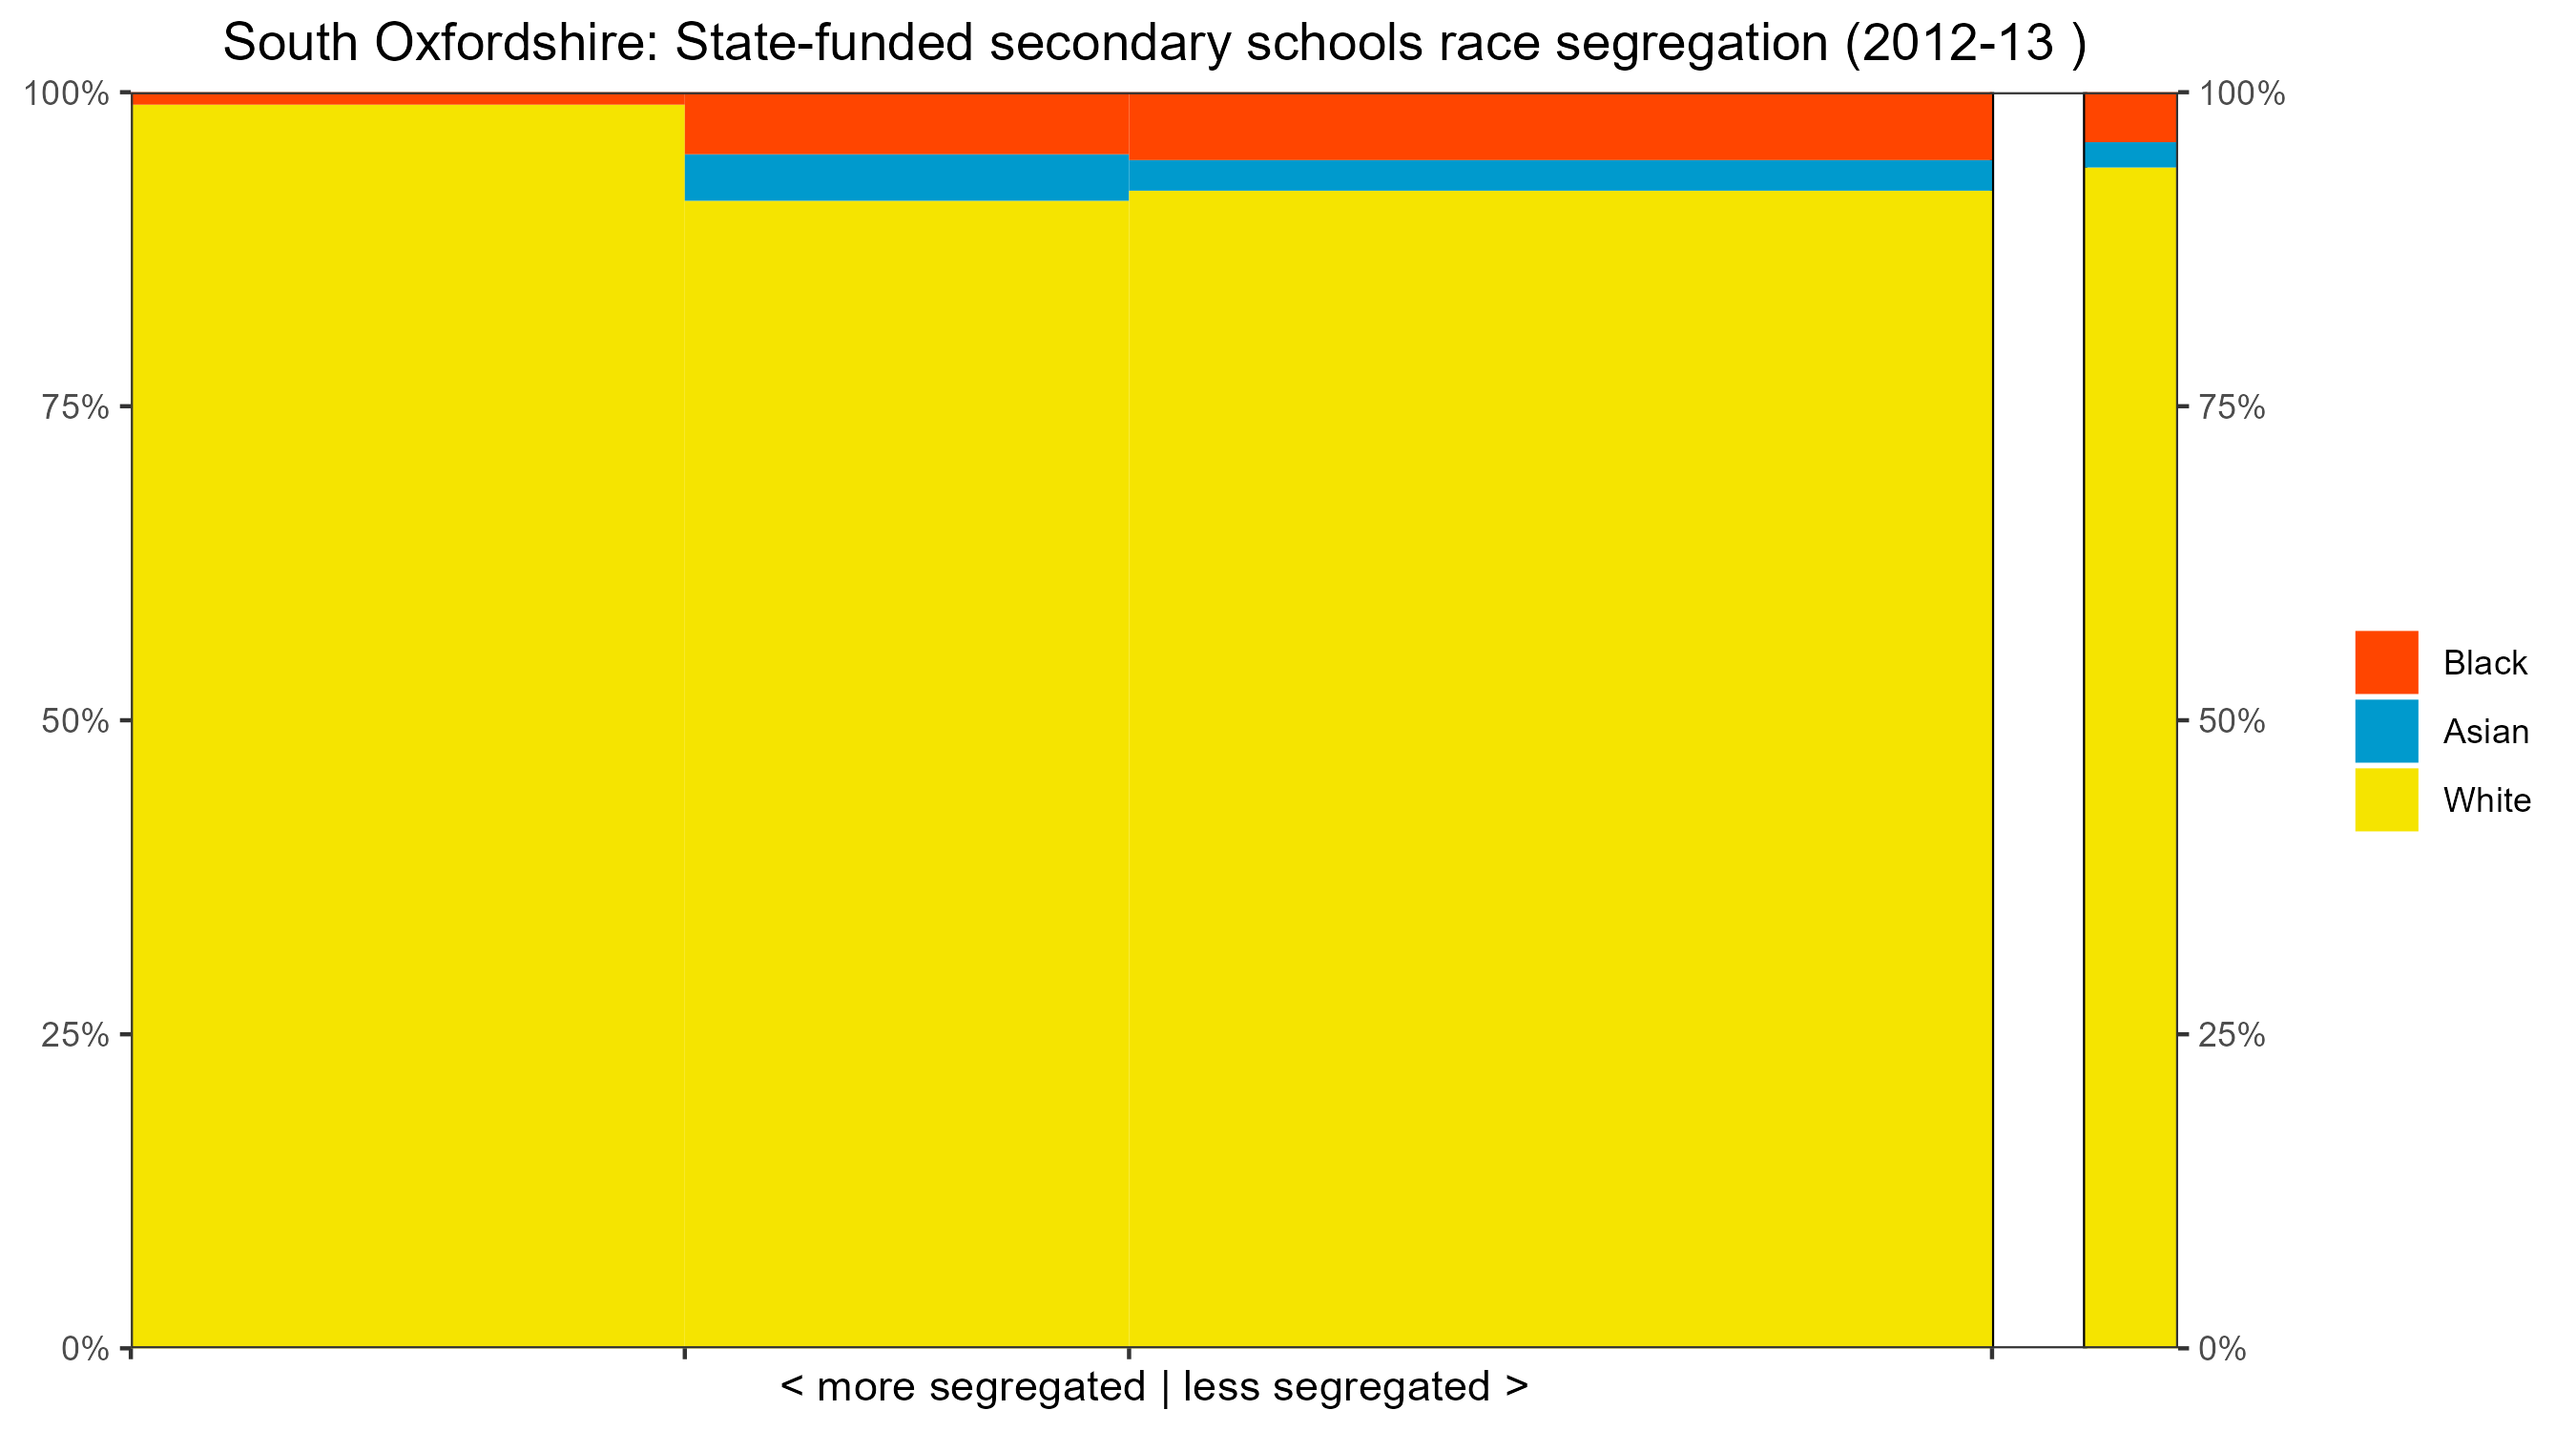 South Oxfordshire: State-funded secondary schools race segregation (2012-13 )
100%
75%
50%
25%
0%
100%
75%
50%
25%
0%
Black
Asian
White
< more segregated | less segregated >